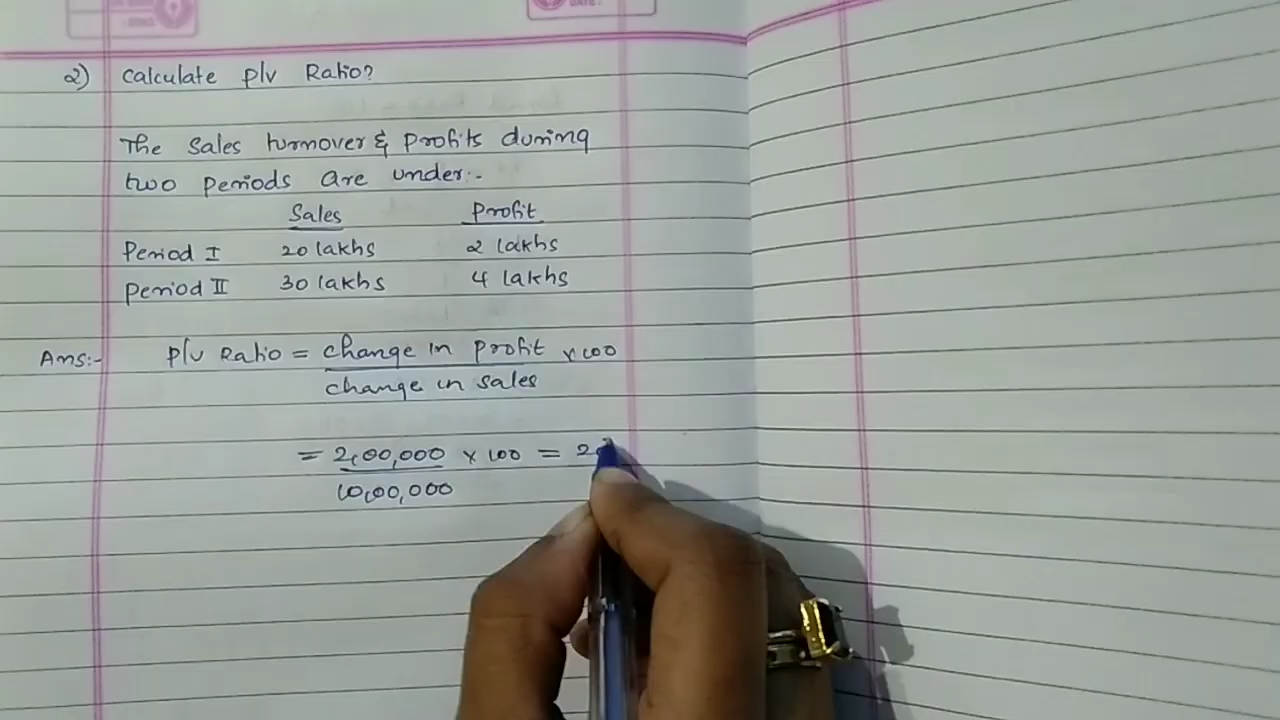 2) Calculate P/V Ratio?
The Sales turnover & Profits during
two periods are under:-
Sales Profit
Period I 20 lakhs 2 lakhs
Period II 30 lakhs 4 lakhs
Ans:- P/V Ratio = change in profit x 100
change in sales
= 2,00,000 x 100 = 2
10,00,000